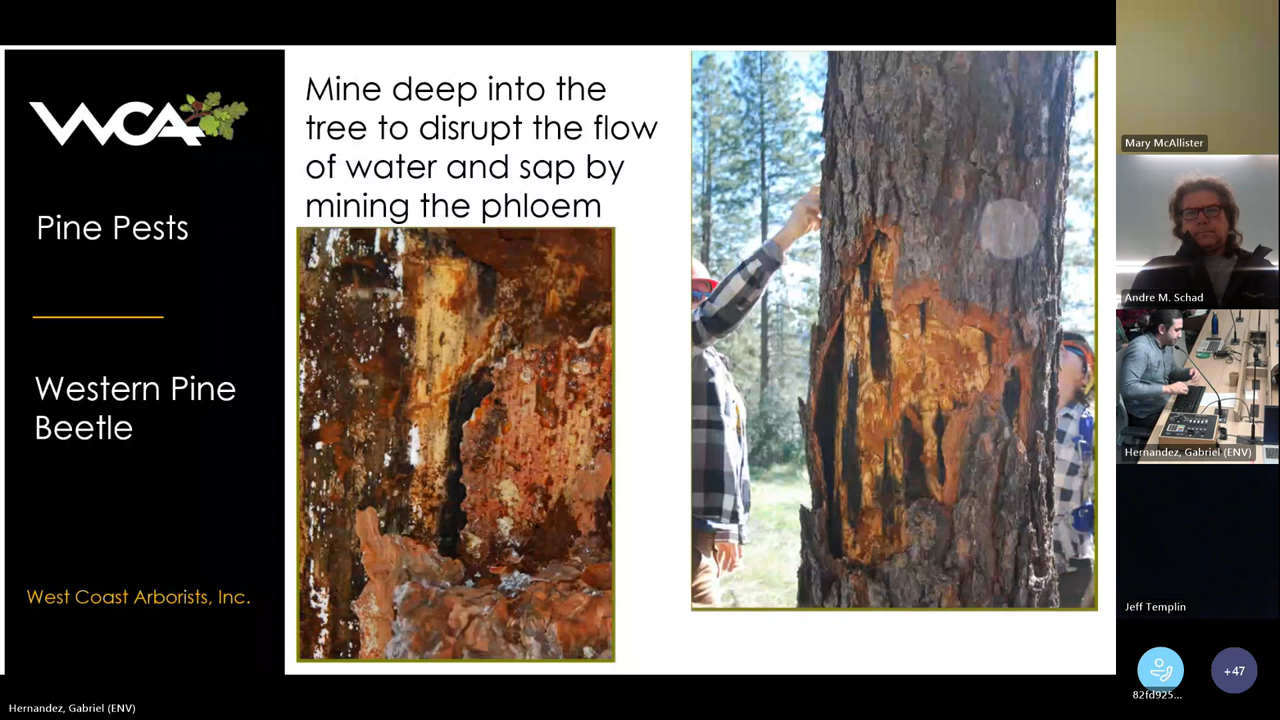 WCA
Pine Pests
Western Pine
Beetle
West Coast Arborists, Inc.
Mine deep into the
tree to disrupt the flow
of water and sap by
mining the phloem
Mary McAllister
Andre M. Schad
Hernandez, Gabriel (ENV)
Jeff Templin
82fd925...
+47
Hernandez, Gabriel (ENV)